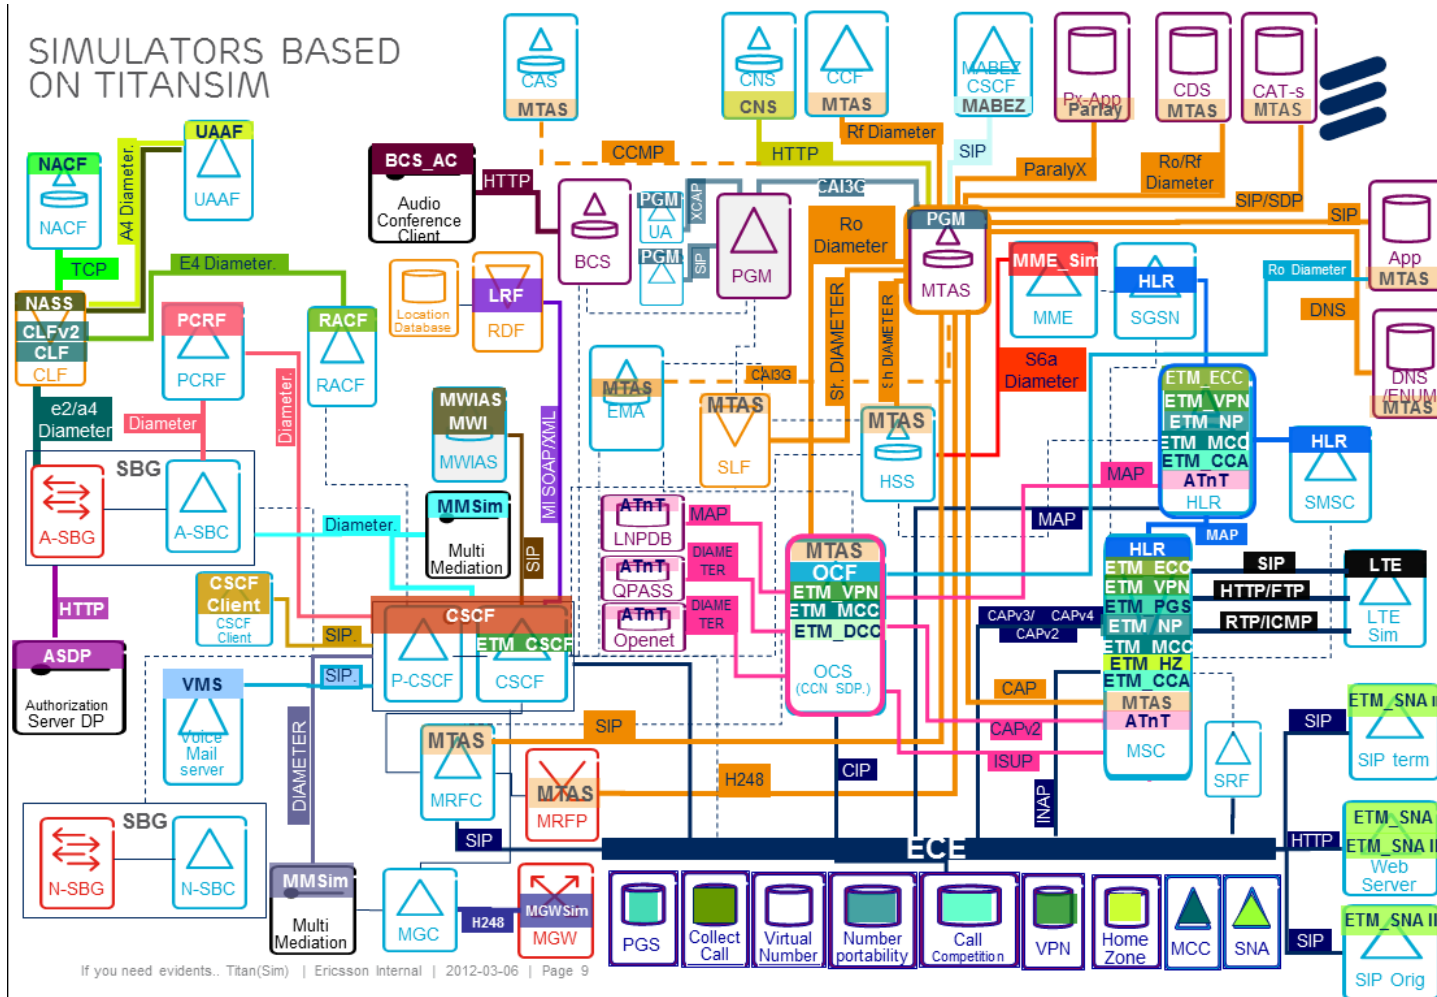 SIMULATORS BASED
ON TITANSIM
CAS
MTAS
CNS
CNS
CCF
MTAS
MABEZ
CSCF
MABEZ
Px-App
Parlay
CDS
MTAS
CAT-s
MTAS
CCMP
HTTP
Rf Diameter
SIP
ParalyX
Ro/Rf
Diameter
SIP/SDP
SIP
UAAF
UAAF
NACF
NACF
A4 Diameter.
TCP
E4 Diameter.
BCS_AC
Audio
Conference
Client
HTTP
BCS
PGM
UA
PGM
XCAP
SIP
PGM
CAI3G
Ro
Diameter
PGM
MTAS
MME_Sim
MME
HLR
SGSN
Ro Diameter
App
MTAS
DNS
DNS
/ENUM
MTAS
NASS
CLFv2
CLF
CLF
PCRF
PCRF
RACF
RACF
Location
Database
LRF
RDF
Sh DIAMETER
Sh DIAMETER
S6a
Diameter
CAI3G
MTAS
EMA
MTAS
SLF
MTAS
HSS
ETM_ECC
ETM_VPN
ETM_NP
ETM_MCC
ETM_CCA
ATnT
HLR
HLR
SMSC
e2/a4
Diameter
Diameter
Diameter.
MWIAS
MWI
MWIAS
MI SOAP/XML
SBG
A-SBG
A-SBC
Diameter.
MMSim
Multi
Mediation
SIP
ATnT
LNPDB
ATnT
QPASS
ATnT
Openet
MAP
DIAME
TER
DIAME
TER
MAP
MAP
MAP
MTAS
OCF
ETM_VPN
ETM_MCC
ETM_DCC
OCS
(CCN SDP.)
HLR
ETM_ECC
ETM_VPN
ETM_PGS
ETM_NP
ETM_MCC
ETM_HZ
ETM_CCA
MTAS
ATnT
MSC
SIP
HTTP/FTP
RTP/ICMP
LTE
LTE
Sim
CAPv3/ CAPv4
CAPv2
HTTP
CSCF
Client
CSCF
Client
SIP.
CSCF
ETM_CSCF
P-CSCF
CSCF
ASDP
Authorization
Server DP
VMS
Voice
Mail
server
SIP.
DIAMETER
CAP
CAPv2
ISUP
SIP
MTAS
MRFC
MTAS
MRFP
H248
CIP
INAP
SRF
SIP
ETM_SNA II
SIP term
SBG
N-SBG
N-SBC
SIP
ECE
HTTP
ETM_SNA
ETM_SNA II
Web
Server
MMSim
Multi
Mediation
MGC
H248
MGWSim
MGW
PGS
Collect
Call
Virtual
Number
Number
portability
Call
Competition
VPN
Home
Zone
MCC
SNA
SIP
ETM_SNA II
SIP Orig
If you need evidents.. Titan(Sim) | Ericsson Internal | 2012-03-06 | Page 9